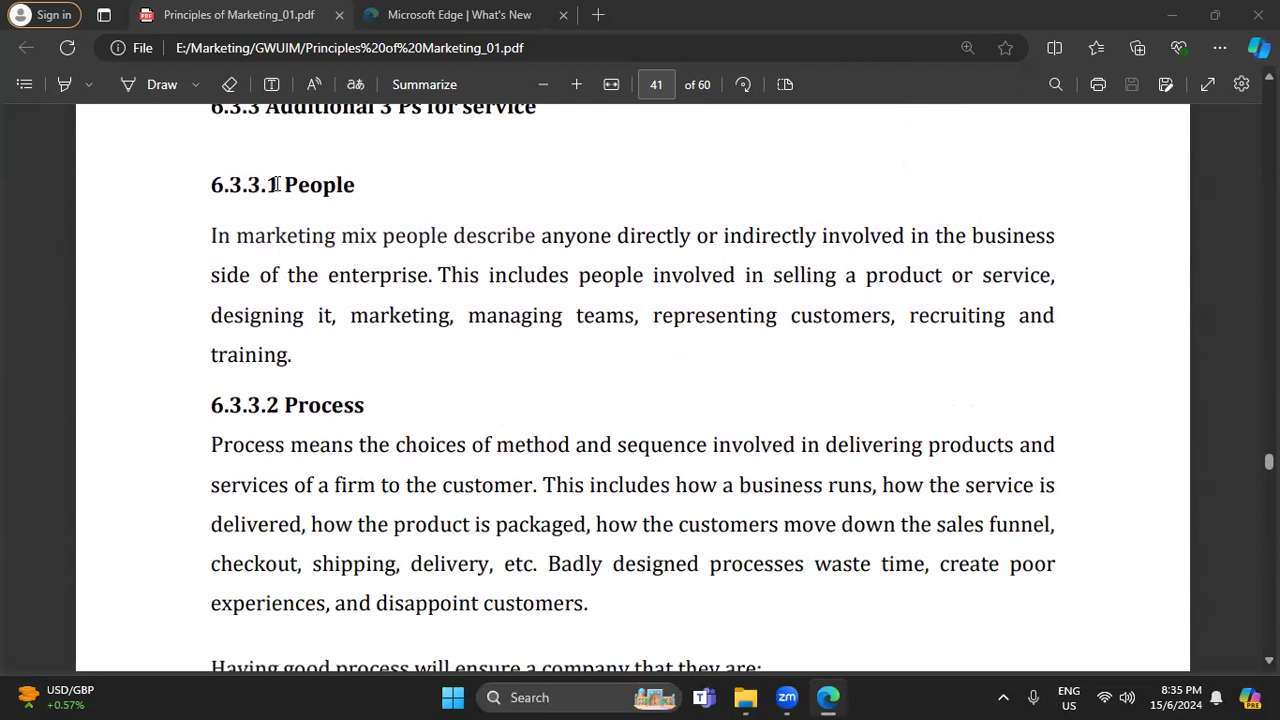 Sign in
Principles of Marketing_01.pdf
Microsoft Edge | What's New
File
E:/Marketing/GWUIM/Principles%20of%20Marketing_01.pdf
Draw
aあ
Summarize
41 of 60
6.3.3 Additional 3 Ps for service
6.3.3.1 People
In marketing mix people describe anyone directly or indirectly involved in the business
side of the enterprise. This includes people involved in selling a product or service,
designing it, marketing, managing teams, representing customers, recruiting and
training.
6.3.3.2 Process
Process means the choices of method and sequence involved in delivering products and
services of a firm to the customer. This includes how a business runs, how the service is
delivered, how the product is packaged, how the customers move down the sales funnel,
checkout, shipping, delivery, etc. Badly designed processes waste time, create poor
experiences, and disappoint customers.
Having good process will ensure a company that they are:
USD/GBP
+0.57%
Search
zm
ENG
US
8:35 PM
15/6/2024
PRE